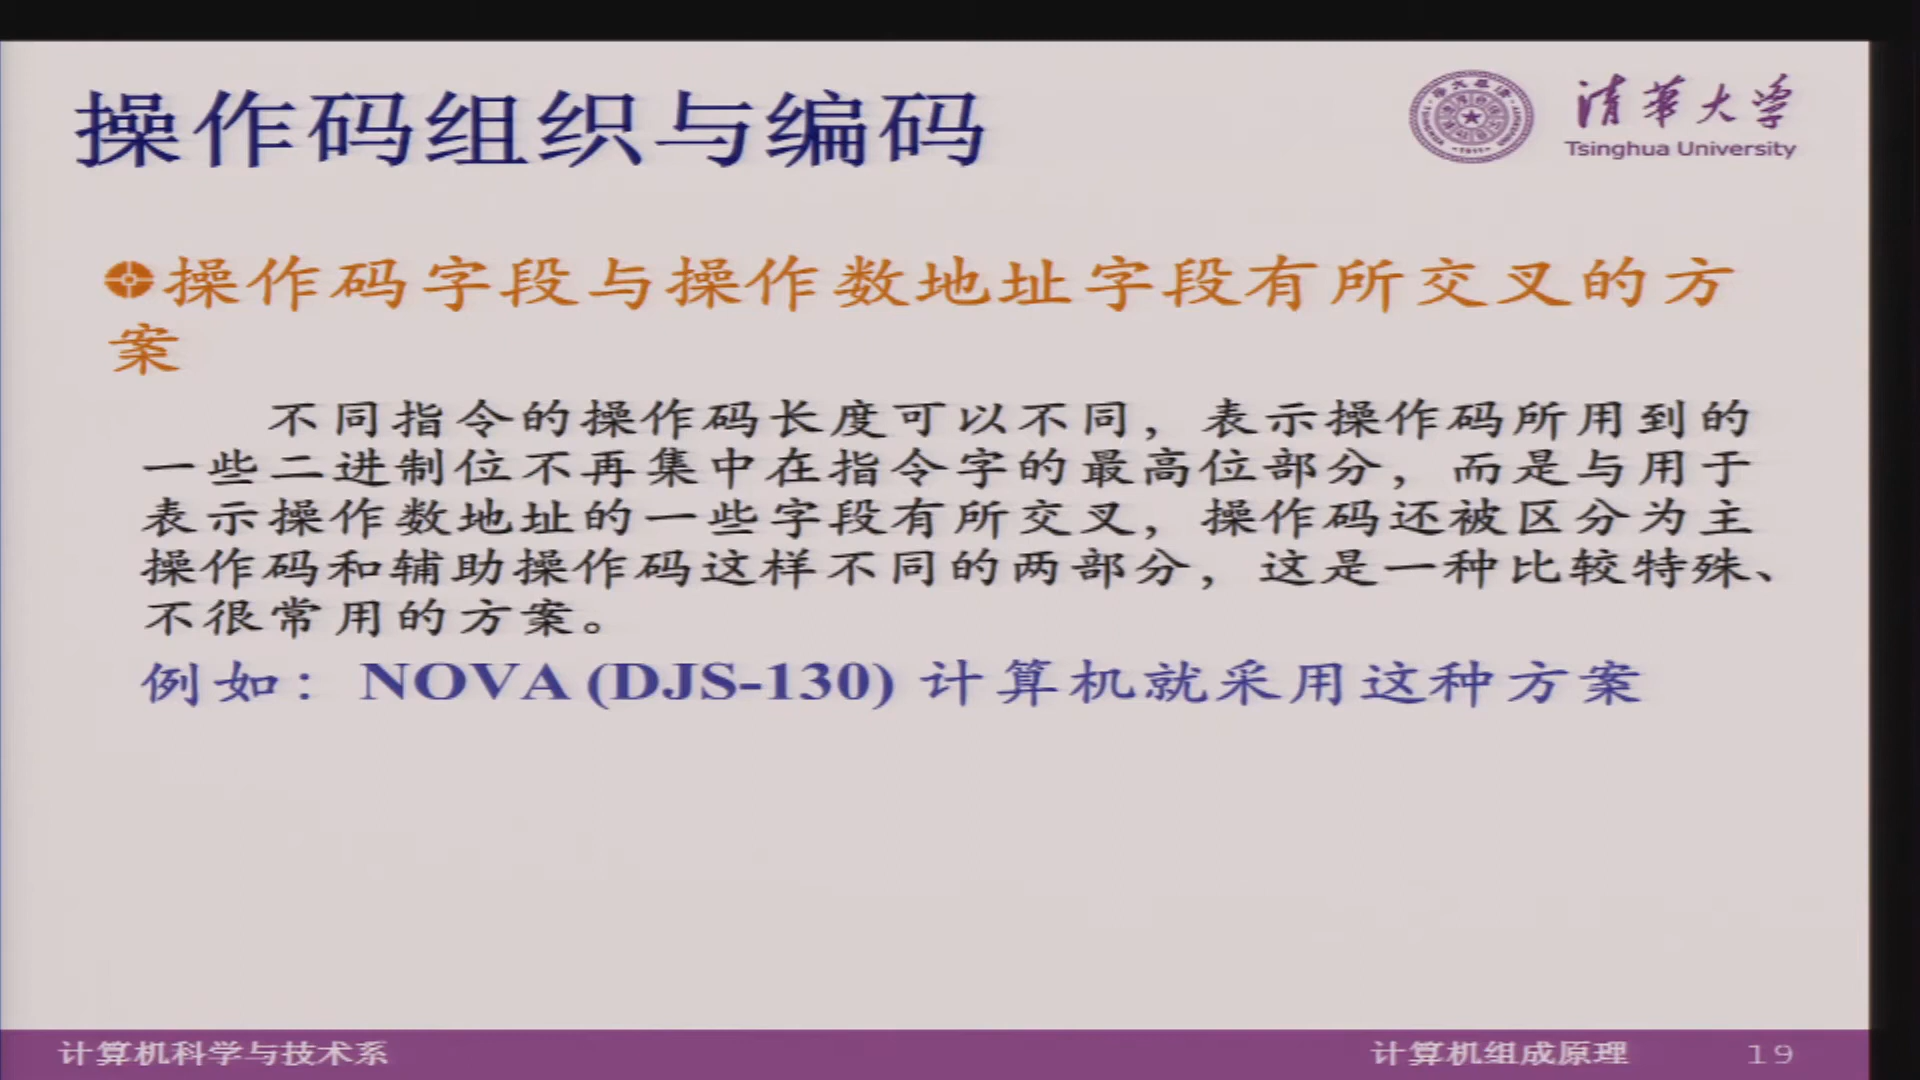 操作码组织与编码
清华大学
Tsinghua University
操作码字段与操作数地址字段有所交叉的方
案
不同指令的操作码长度可以不同，表示操作码所用到的
一些二进制位不再集中在指令字的最高位部分，而是与用于
表示操作数地址的一些字段有所交叉，操作码还被区分为主
操作码和辅助操作码这样不同的两部分，这是一种比较特殊、
不很常用的方案。
例如：NOVA (DJS-130) 计算机就采用这种方案
计算机科学与技术系
计算机组成原理
19